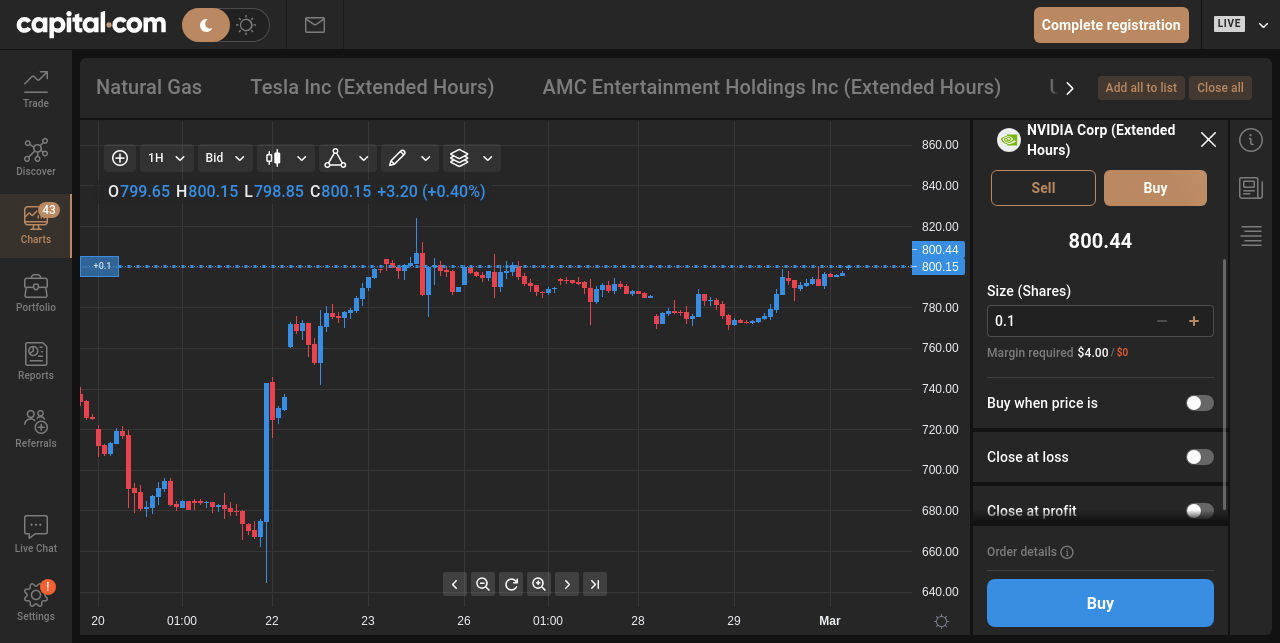 capital.com
Complete registration
LIVE
Trade
Discover
43
Charts
Portfolio
Reports
Referrals
Live Chat
!
Settings
Natural Gas
Tesla Inc (Extended Hours)
AMC Entertainment Holdings Inc (Extended Hours)
Add all to list
Close all
1H
Bid
O799.65 H800.15 L798.85 C800.15 +3.20 (+0.40%)
+0.1
860.00
840.00
820.00
800.44
800.15
780.00
760.00
740.00
720.00
700.00
680.00
660.00
640.00
20
01:00
22
23
26
01:00
28
29
Mar
NVIDIA Corp (Extended
Hours)
Sell
Buy
800.44
Size (Shares)
0.1
Margin required $4.00 / $0
Buy when price is
Close at loss
Close at profit
Order details
Buy